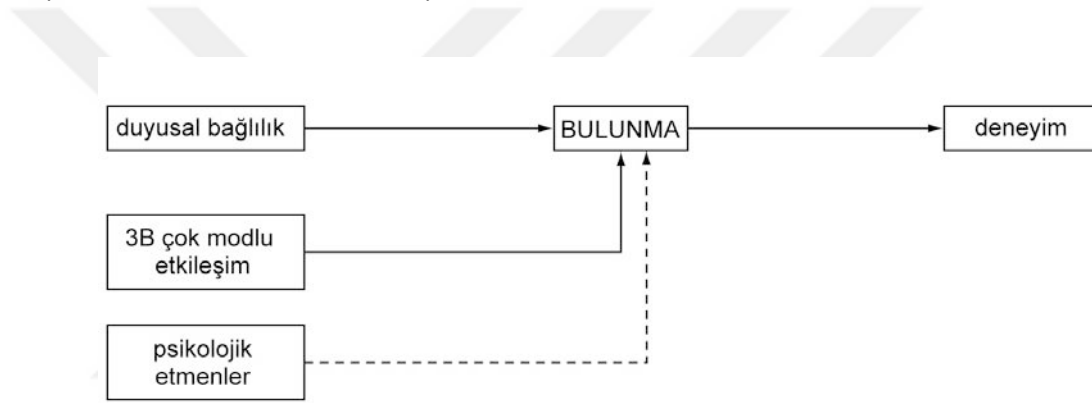 duyusal bağlılık
BULUNMA
deneyim
3B çok modlu
etkileşim
psikolojik
etmenler